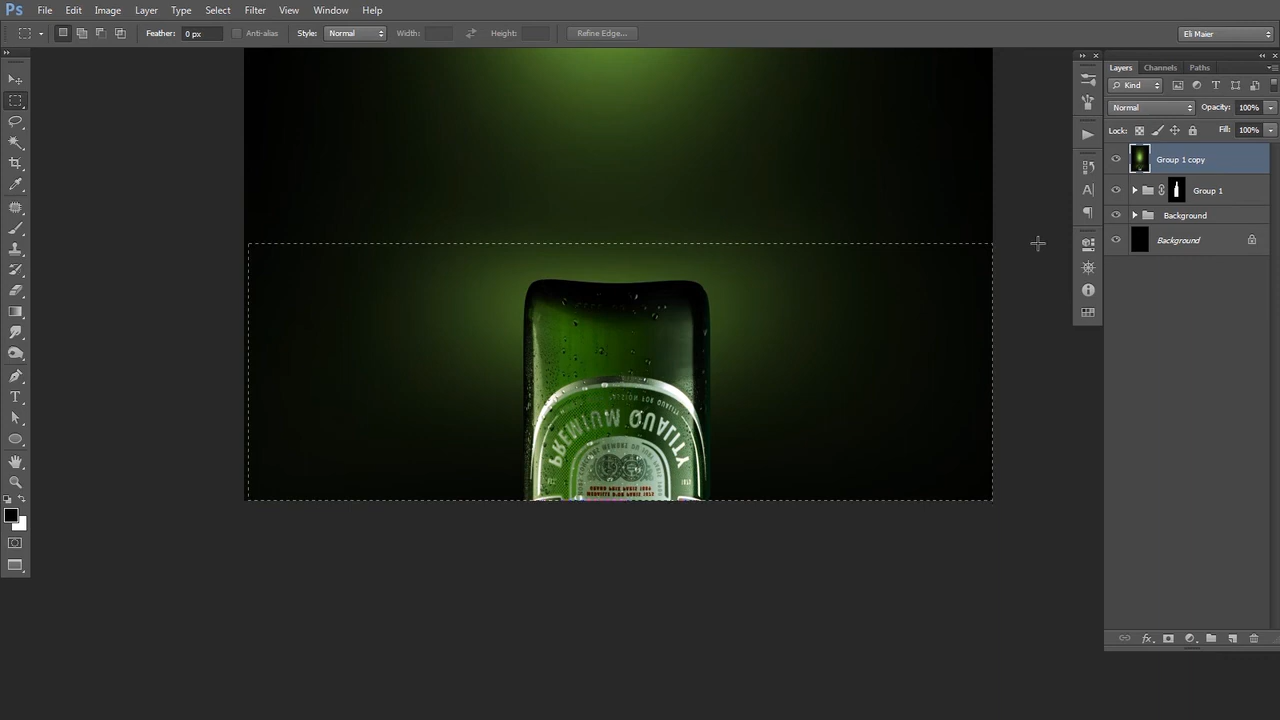 Ps File Edit Image Layer Type Select Filter View Window Help
Feather: 0 px Anti-alias Style: Normal Width: Height: Refine Edge... Eli Maier
Layers Channels Paths
Kind
Normal Opacity: 100%
Lock: Fill: 100%
Group 1 copy
Group 1
Background
Background
PREMIUM QUALITY